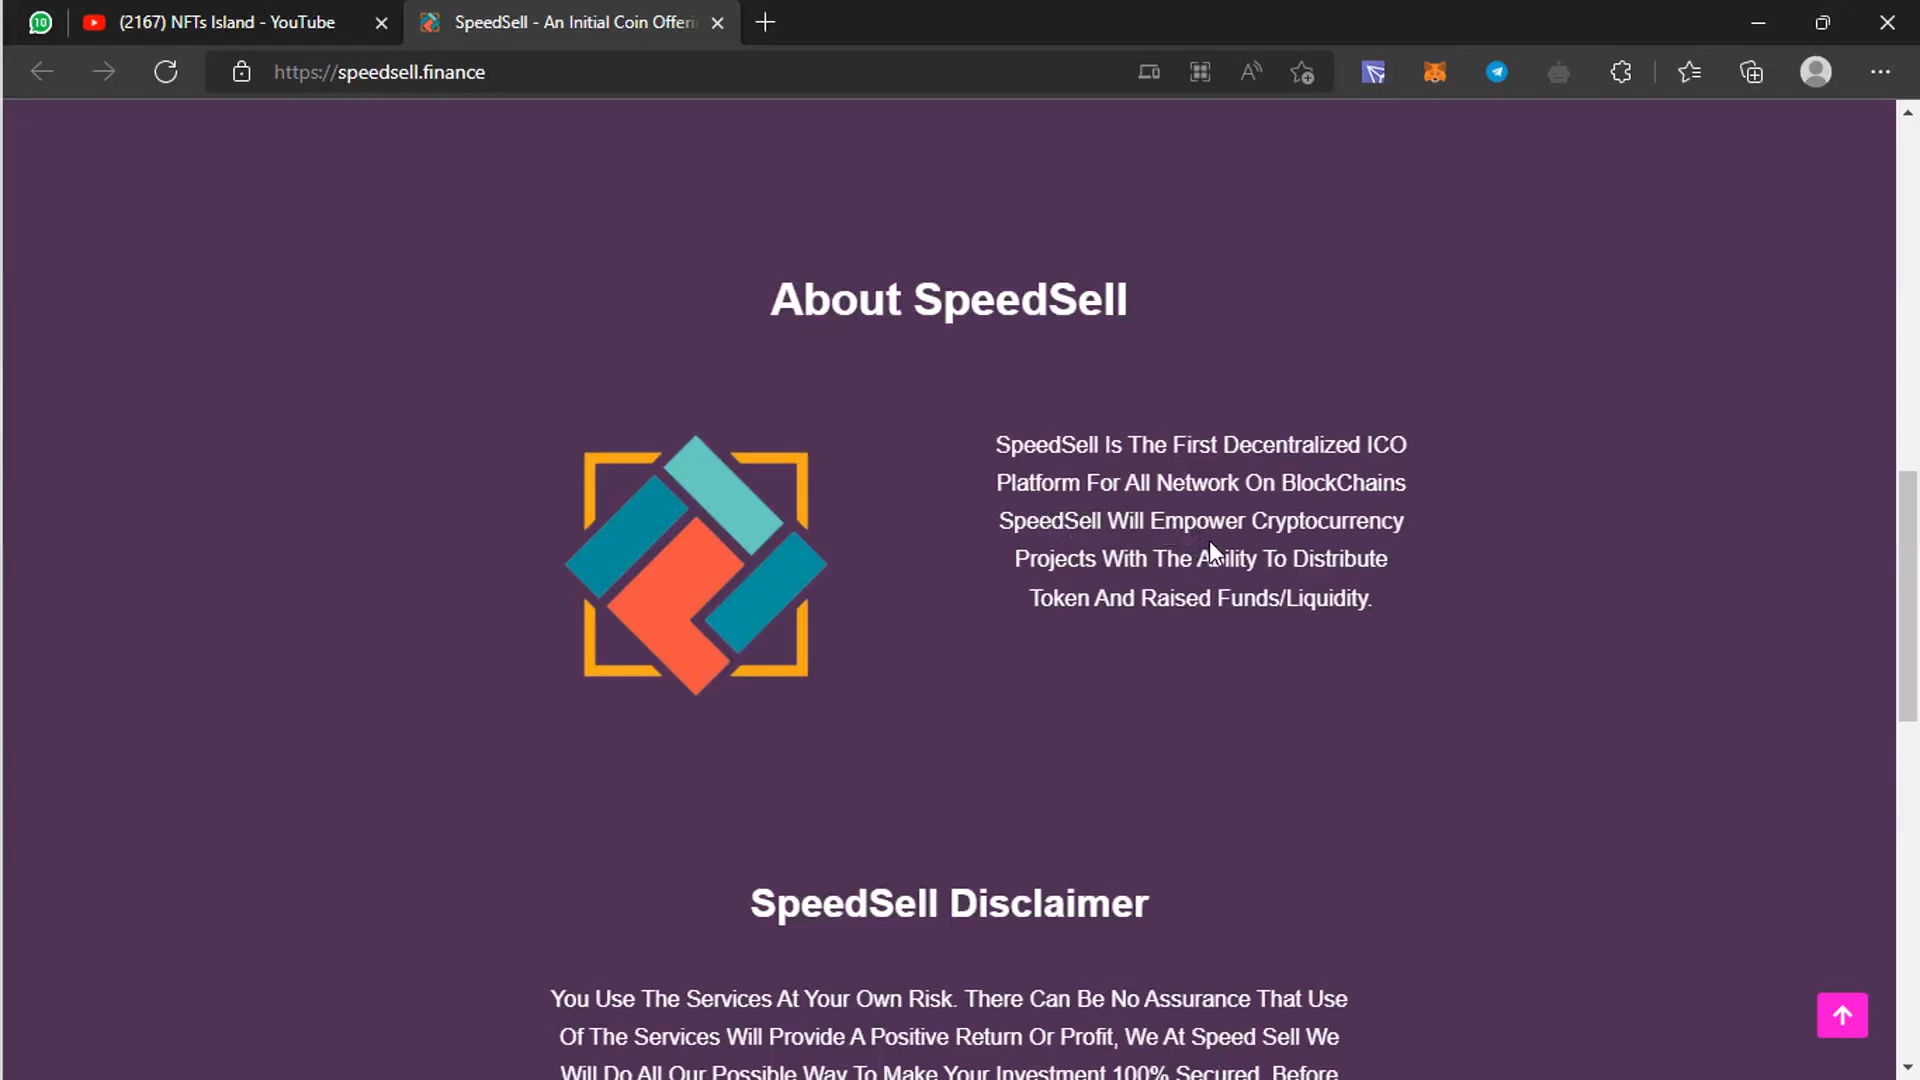 10
(2167) NFTs Island - YouTube
SpeedSell - An Initial Coin Offeri
https://speedsell.finance
About SpeedSell
SpeedSell Is The First Decentralized ICO
Platform For All Network On BlockChains
SpeedSell Will Empower Cryptocurrency
Projects With The Ability To Distribute
Token And Raised Funds/Liquidity.
SpeedSell Disclaimer
You Use The Services At Your Own Risk. There Can Be No Assurance That Use
Of The Services Will Provide A Positive Return Or Profit, We At Speed Sell We
Will Do All Our Possible Way To Make Your Investment 100% Secured. Before